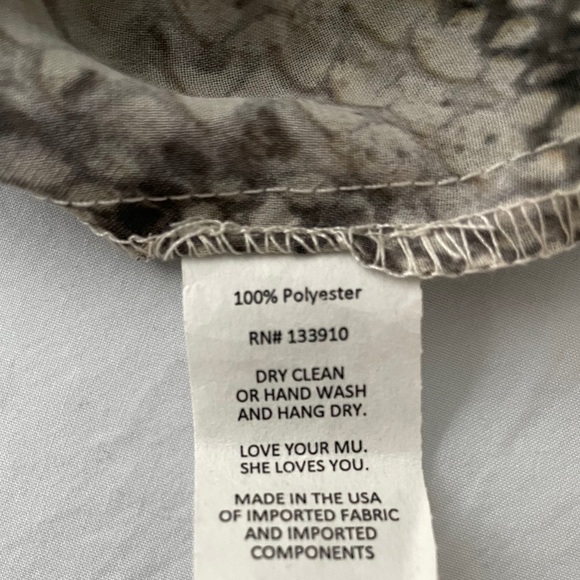 100% Polyester
RN# 133910
DRY CLEAN
OR HAND WASH
AND HANG DRY.
LOVE YOUR MU.
SHE LOVES YOU.
MADE IN THE USA
OF IMPORTED FABRIC
AND IMPORTED
COMPONENTS